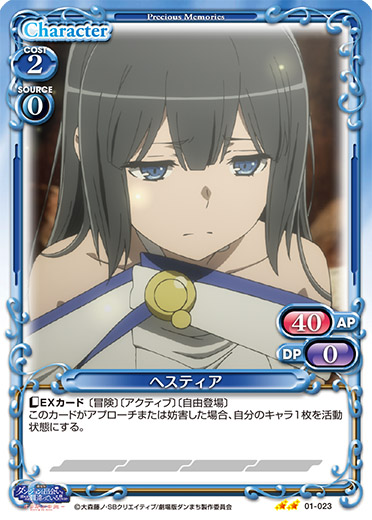 Precious Memories
Character
COST
2
SOURCE
0
40 AP
DP 0
ヘスティア
EXカード〔冒険〕〔アクティブ〕〔自由登場〕
このカードがアプローチまたは妨害した場合、自分のキャラ1枚を活動
状態にする。
©大森藤ノ・SBクリエイティブ/劇場版ダンまち製作委員会
01-023